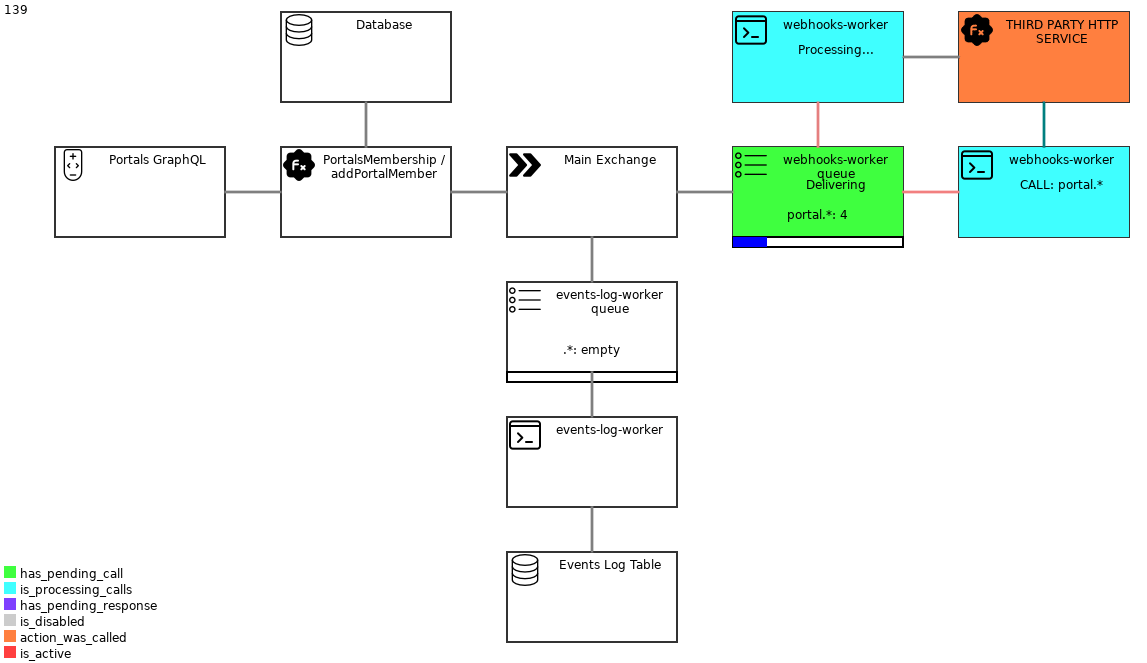 139
Database
webhooks-worker
Processing...
THIRD PARTY HTTP
SERVICE
Portals GraphQL
PortalsMembership /
addPortalMember
Main Exchange
webhooks-worker
queue
Delivering
portal.*: 4
webhooks-worker
CALL: portal.*
events-log-worker
queue
.*: empty
events-log-worker
Events Log Table
has_pending_call
is_processing_calls
has_pending_response
is_disabled
action_was_called
is_active